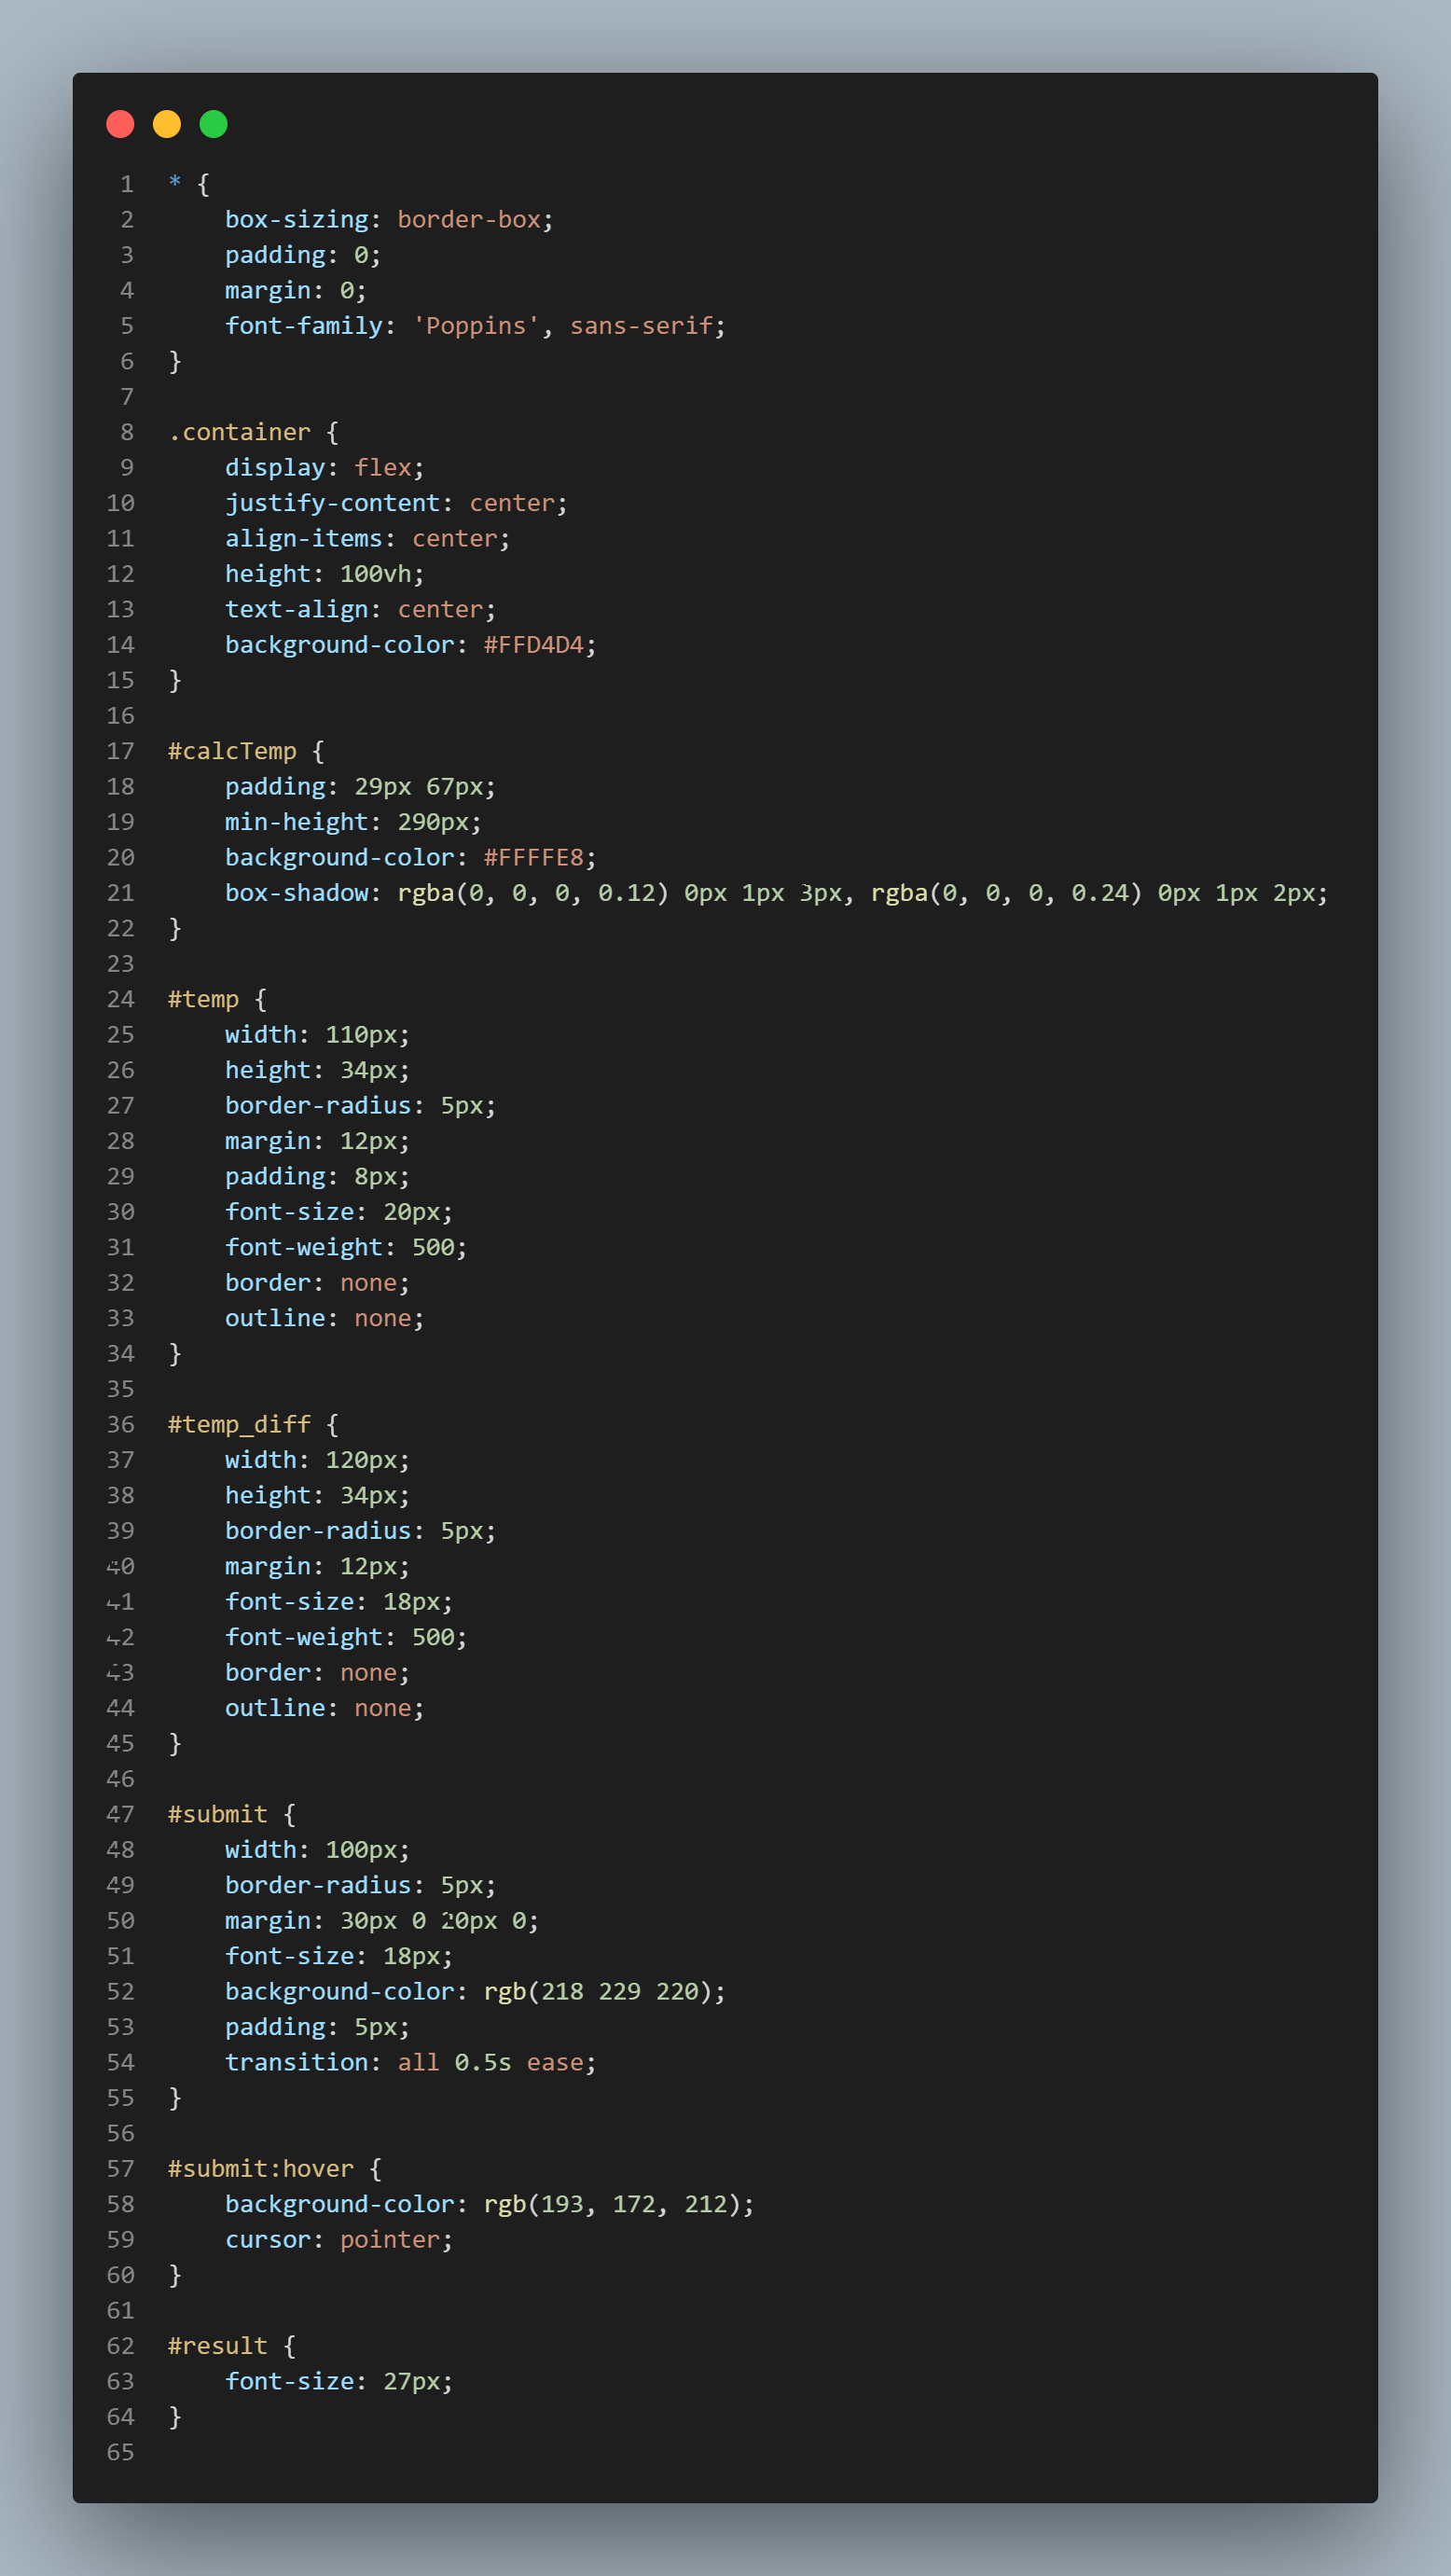 1 * {
2     box-sizing: border-box;
3     padding: 0;
4     margin: 0;
5     font-family: 'Poppins', sans-serif;
6 }
7
8 .container {
9     display: flex;
10     justify-content: center;
11     align-items: center;
12     height: 100vh;
13     text-align: center;
14     background-color: #FFD4D4;
15 }
16
17 #calcTemp {
18     padding: 29px 67px;
19     min-height: 290px;
20     background-color: #FFFFE8;
21     box-shadow: rgba(0, 0, 0, 0.12) 0px 1px 3px, rgba(0, 0, 0, 0.24) 0px 1px 2px;
22 }
23
24 #temp {
25     width: 110px;
26     height: 34px;
27     border-radius: 5px;
28     margin: 12px;
29     padding: 8px;
30     font-size: 20px;
31     font-weight: 500;
32     border: none;
33     outline: none;
34 }
35
36 #temp_diff {
37     width: 120px;
38     height: 34px;
39     border-radius: 5px;
40     margin: 12px;
41     font-size: 18px;
42     font-weight: 500;
43     border: none;
44     outline: none;
45 }
46
47 #submit {
48     width: 100px;
49     border-radius: 5px;
50     margin: 30px 0 20px 0;
51     font-size: 18px;
52     background-color: rgb(218 229 220);
53     padding: 5px;
54     transition: all 0.5s ease;
55 }
56
57 #submit:hover {
58     background-color: rgb(193, 172, 212);
59     cursor: pointer;
60 }
61
62 #result {
63     font-size: 27px;
64 }
65